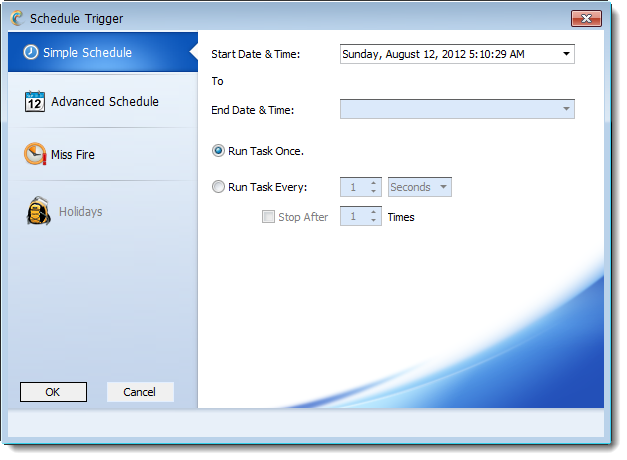 Schedule Trigger
Simple Schedule
12
Advanced Schedule
Miss Fire
Holidays
Start Date & Time:
Sunday, August 12, 2012 5:10:29 AM
To
End Date & Time:
Run Task Once.
Run Task Every:
1
Seconds
Stop After
1
Times
OK
Cancel